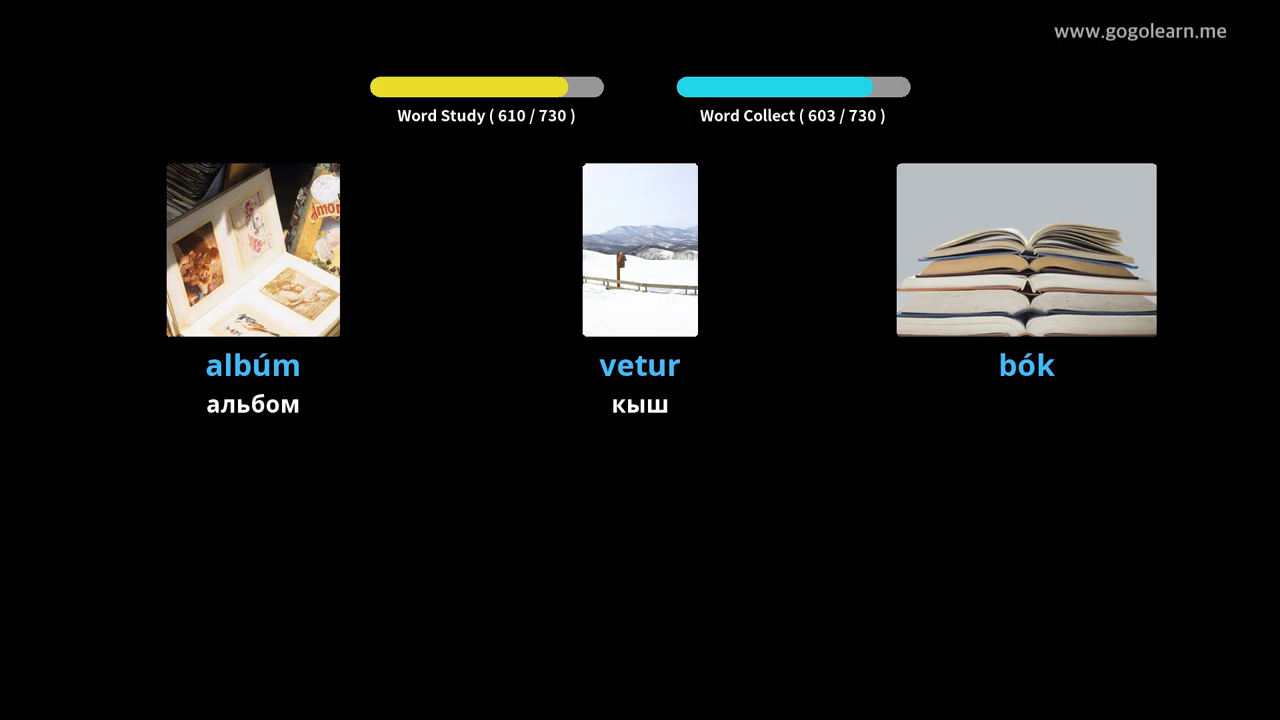 www.gogolearn.me
Word Study ( 610 / 730 )
Word Collect ( 603 / 730 )
albúm
vetur
bók
альбом
кыш